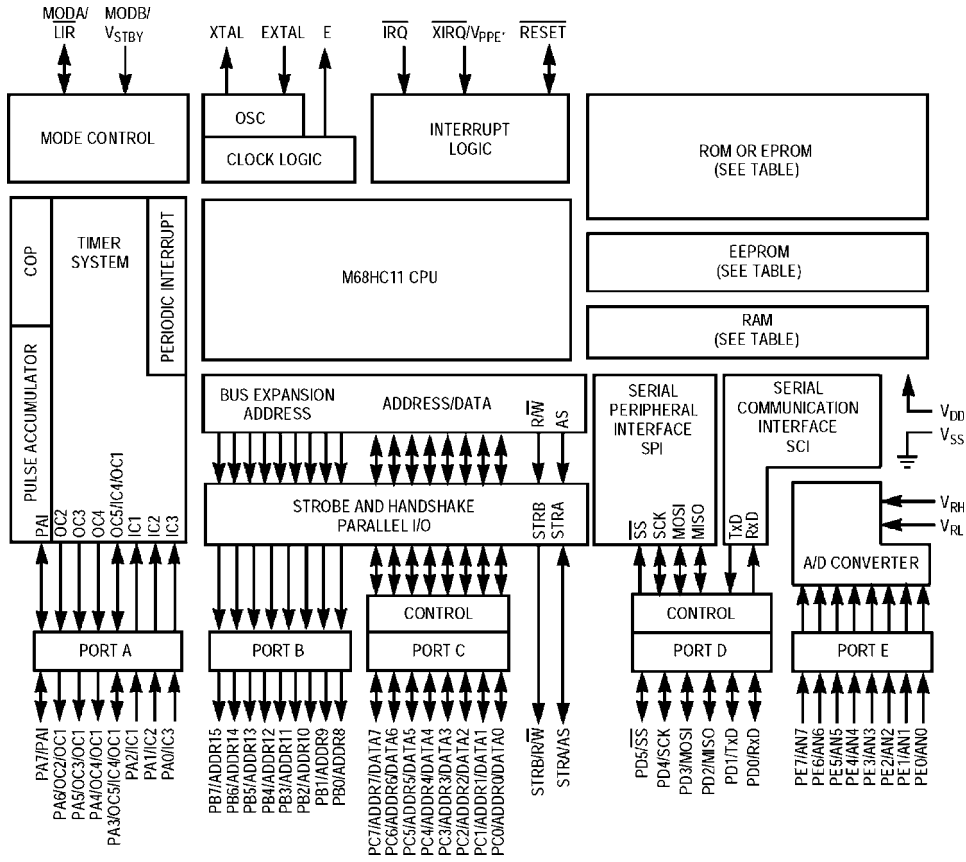 MODA/
LIR
MODB/
VSTBY
XTAL
EXTAL
E
IRQ
XIRQ/VPPE*
RESET
MODE CONTROL
OSC
CLOCK LOGIC
INTERRUPT
LOGIC
ROM OR EPROM
(SEE TABLE)
COP
TIMER
SYSTEM
PERIODIC INTERRUPT
M68HC11 CPU
EEPROM
(SEE TABLE)
RAM
(SEE TABLE)
PULSE ACCUMULATOR
PAI
OC2
OC3
OC4
OC5/IC4/OC1
IC1
IC2
IC3
BUS EXPANSION
ADDRESS
ADDRESS/DATA
R/W
AS
STROBE AND HANDSHAKE
PARALLEL I/O
STRB
STRA
SERIAL
PERIPHERAL
INTERFACE
SPI
SS
SCK
MOSI
MISO
SERIAL
COMMUNICATION
INTERFACE
SCI
TxD
RxD
VDD
VSS
VRH
VRL
A/D CONVERTER
CONTROL
CONTROL
PORT A
PORT B
PORT C
PORT D
PORT E
PA7/PAI
PA6/OC2/OC1
PA5/OC3/OC1
PA4/OC4/OC1
PA3/OC5/IC4/OC1
PA2/IC1
PA1/IC2
PA0/IC3
PB7/ADDR15
PB6/ADDR14
PB5/ADDR13
PB4/ADDR12
PB3/ADDR11
PB2/ADDR10
PB1/ADDR9
PB0/ADDR8
PC7/ADDR7/DATA7
PC6/ADDR6/DATA6
PC5/ADDR5/DATA5
PC4/ADDR4/DATA4
PC3/ADDR3/DATA3
PC2/ADDR2/DATA2
PC1/ADDR1/DATA1
PC0/ADDR0/DATA0
STRB/R/W
STRA/AS
PD5/SS
PD4/SCK
PD3/MOSI
PD2/MISO
PD1/TxD
PD0/RxD
PE7/AN7
PE6/AN6
PE5/AN5
PE4/AN4
PE3/AN3
PE2/AN2
PE1/AN1
PE0/AN0